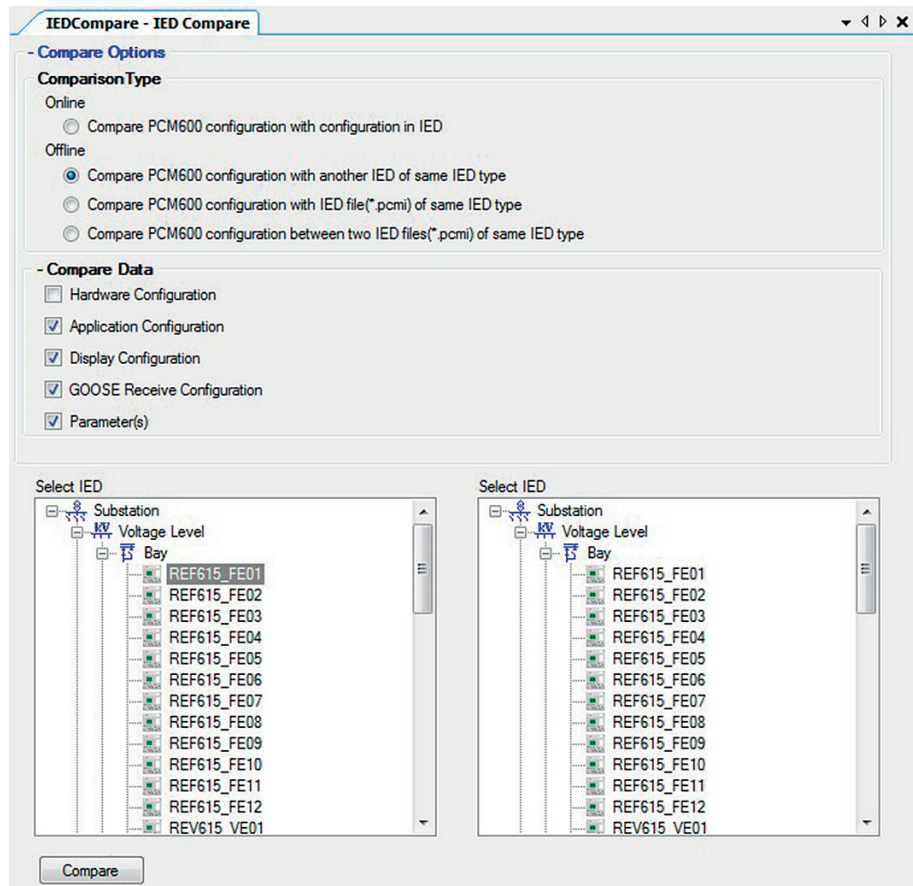 IEDCompare - IED Compare
- Compare Options
ComparisonType
Online
Compare PCM600 configuration with configuration in IED
Offline
Compare PCM600 configuration with another IED of same IED type
Compare PCM600 configuration with IED file(*.pcmi) of same IED type
Compare PCM600 configuration between two IED files(*.pcmi) of same IED type
- Compare Data
Hardware Configuration
Application Configuration
Display Configuration
GOOSE Receive Configuration
Parameter(s)
Select IED
Substation
KV Voltage Level
Bay
REF615_FE01
REF615_FE02
REF615_FE03
REF615_FE04
REF615_FE05
REF615_FE06
REF615_FE07
REF615_FE08
REF615_FE09
REF615_FE10
REF615_FE11
REF615_FE12
REV615_VE01
Select IED
Substation
KV Voltage Level
Bay
REF615_FE01
REF615_FE02
REF615_FE03
REF615_FE04
REF615_FE05
REF615_FE06
REF615_FE07
REF615_FE08
REF615_FE09
REF615_FE10
REF615_FE11
REF615_FE12
REV615_VE01
Compare